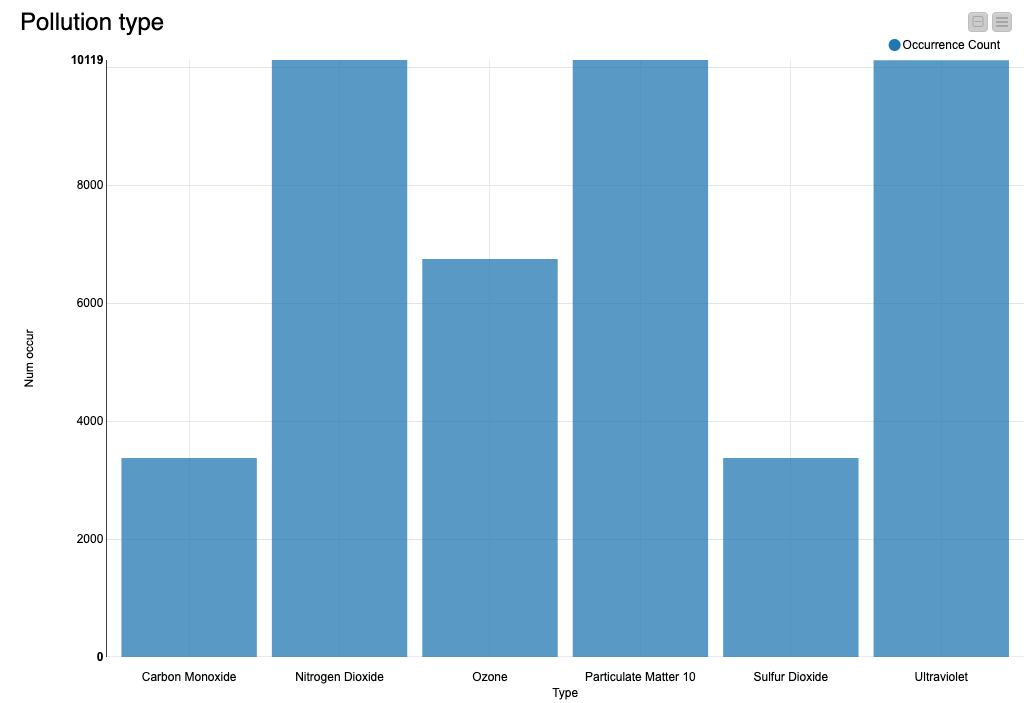 Pollution type
Occurrence Count
10119
8000
6000
4000
2000
0
Num occur
Carbon Monoxide
Nitrogen Dioxide
Ozone
Particulate Matter 10
Sulfur Dioxide
Ultraviolet
Type